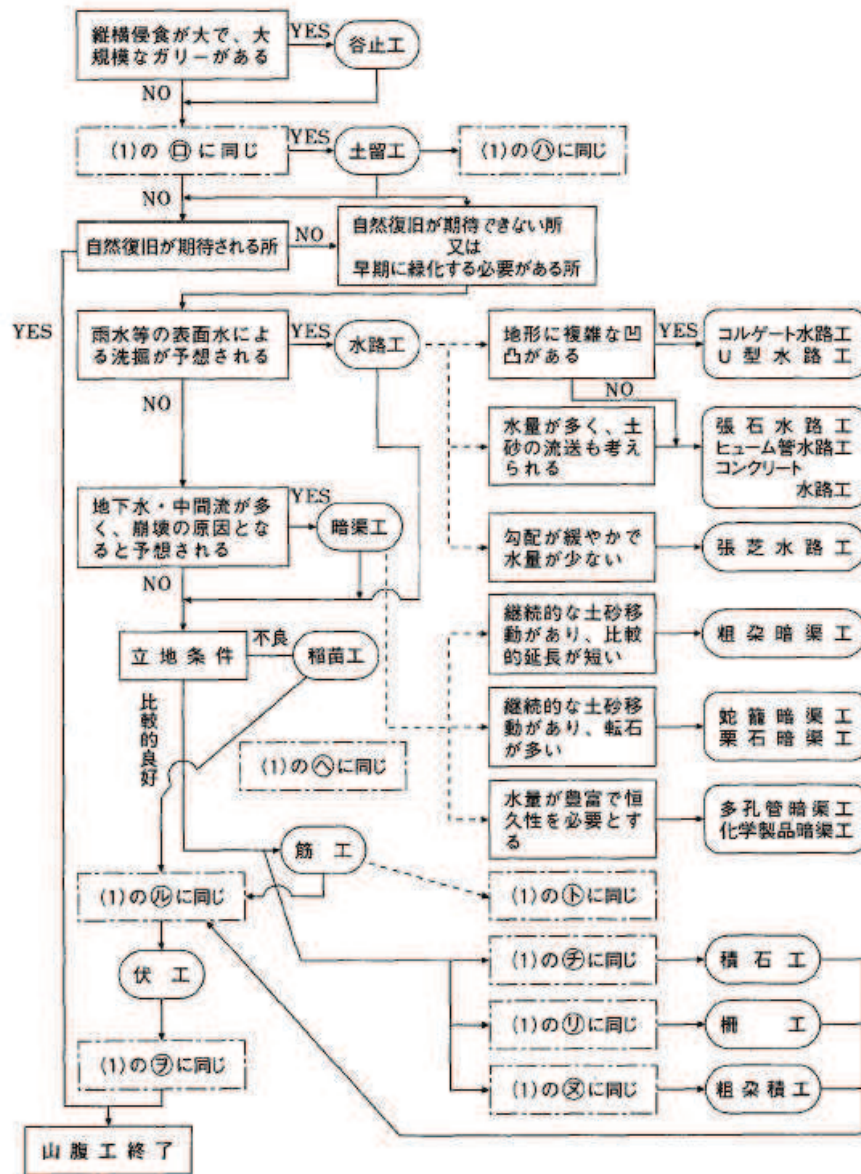 縦横侵食が大で、大
規模なガリーがある
YES
谷止工
NO
(1)の㋺に同じ
YES
土留工
(1)の㋩に同じ
NO
自然復旧が期待される所
NO
自然復旧が期待できない所
又は
早期に緑化する必要がある所
YES
雨水等の表面水によ
る洗掘が予想される
YES
水路工
地形に複雑な凹
凸がある
YES
コルゲート水路工
U型水路工
NO
NO
水量が多く、土
砂の流送も考え
られる
張石水路工
ヒューム管水路工
コンクリート
水路工
地下水・中間流が多
く、崩壊の原因とな
ると予想される
YES
暗渠工
勾配が緩やかで
水量が少ない
張芝水路工
NO
継続的な土砂移
動があり、比較
的延長が短い
粗朶暗渠工
立地条件
不良
稲苗工
比較的良好
継続的な土砂移
動があり、転石
が多い
蛇籠暗渠工
栗石暗渠工
(1)の㋬に同じ
水量が豊富で恒
久性を必要とす
る
多孔管暗渠工
化学製品暗渠工
筋工
(1)の㋸に同じ
(1)の㋣に同じ
伏工
(1)の㋠に同じ
積石工
(1)の㋷に同じ
柵工
(1)の㋾に同じ
(1)の㋦に同じ
粗朶積工
山腹工終了